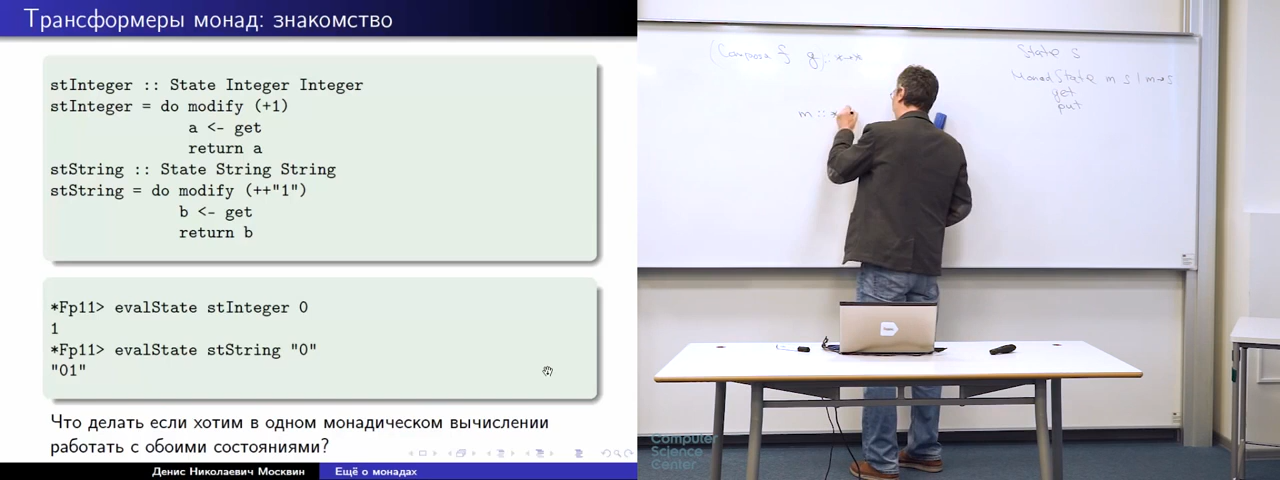 Трансформеры монад: знакомство
stInteger :: State Integer Integer
stInteger = do modify (+1)
a <- get
return a
stString :: State String String
stString = do modify (++"1")
b <- get
return b
*Fp11> evalState stInteger 0
1
*Fp11> evalState stString "0"
"01"
Что делать если хотим в одном монадическом вычислении
работать с обоими состояниями?
Денис Николаевич Москвин Ещё о монадах
(Compose f g) :: *→*
m :: *
State s
MonadState m s | m→s
get
put
Computer
Science
Center